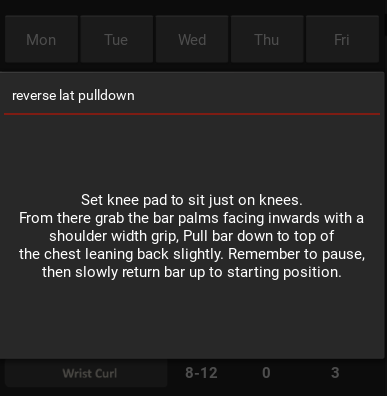 Mon Tue Wed Thu Fri
reverse lat pulldown
Set knee pad to sit just on knees.
From there grab the bar palms facing inwards with a
shoulder width grip, Pull bar down to top of
the chest leaning back slightly. Remember to pause,
then slowly return bar up to starting position.
Wrist Curl 8-12 0 3